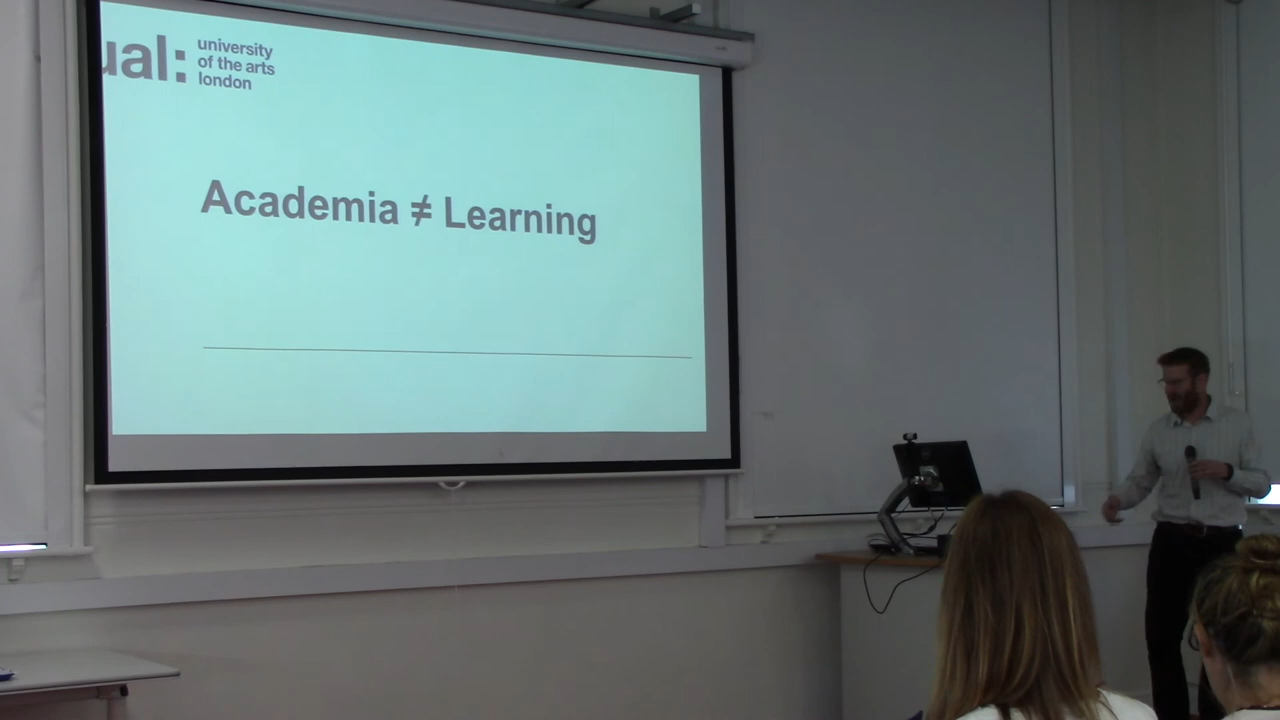 ual:
university
of the arts
london
Academia ≠ Learning